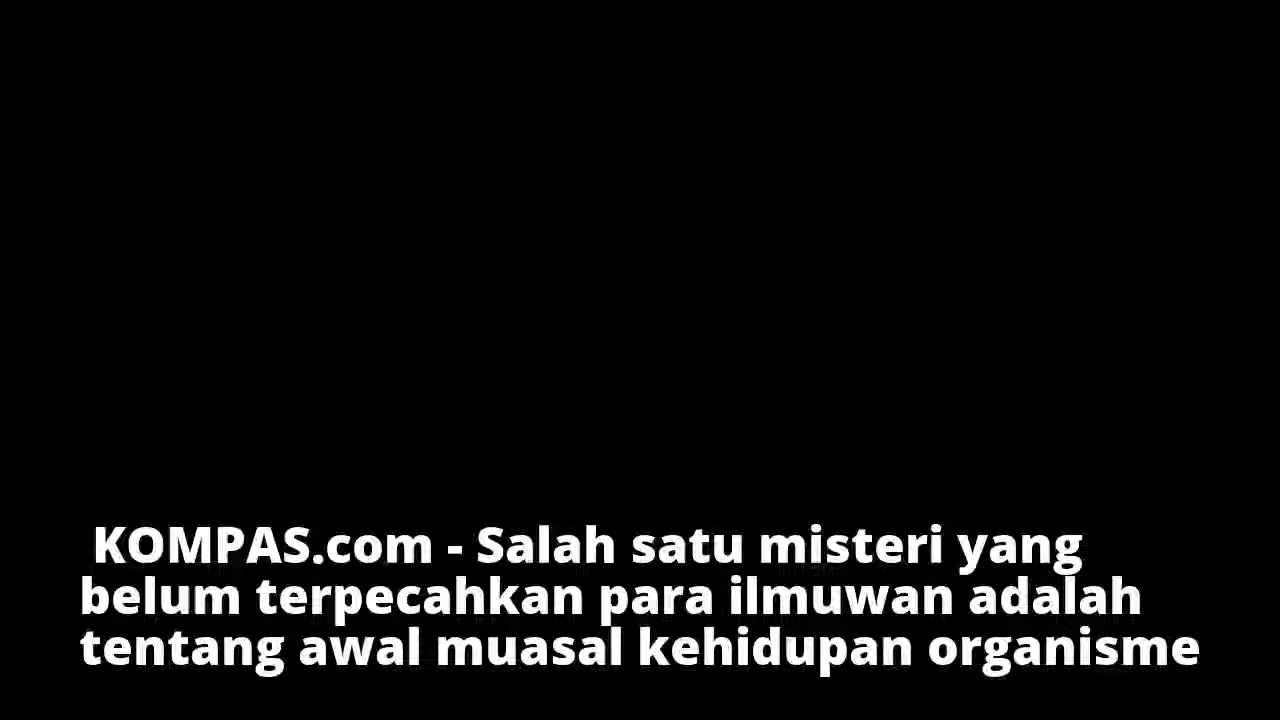 KOMPAS.com - Salah satu misteri yang
belum terpecahkan para ilmuwan adalah
tentang awal muasal kehidupan organisme